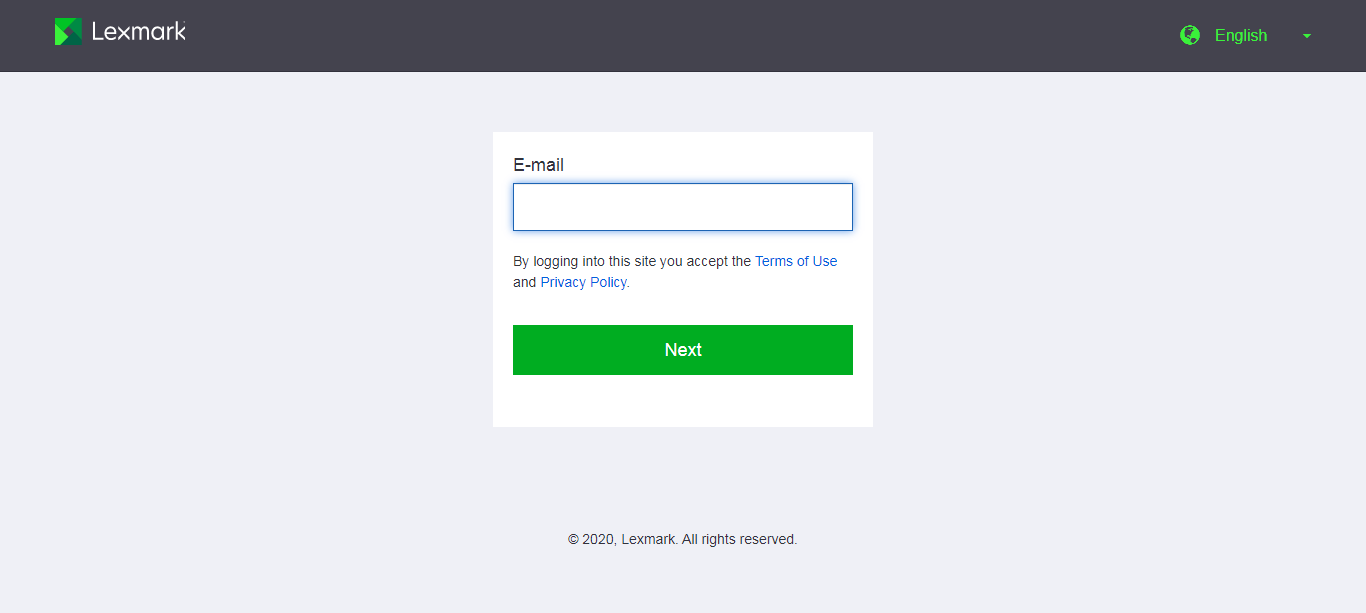 Lexmark
English
E-mail
By logging into this site you accept the Terms of Use
and Privacy Policy.
Next
© 2020, Lexmark. All rights reserved.